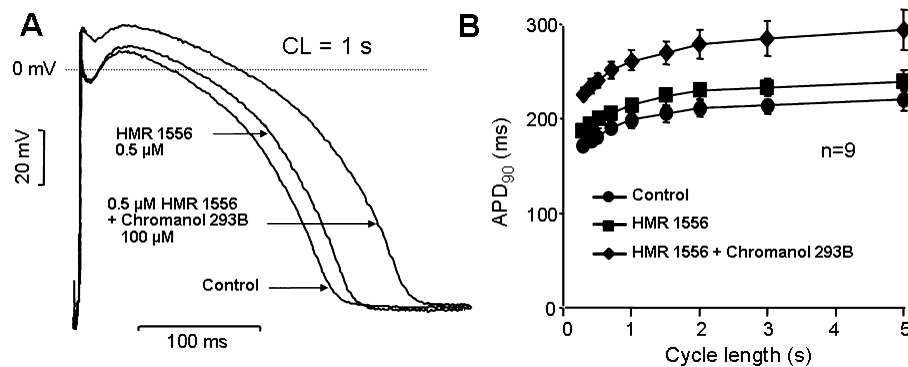 A
CL = 1 s
0 mV
20 mV
HMR 1556
0.5 µM
0.5 µM HMR 1556
+ Chromanol 293B
100 µM
Control
100 ms
B
300
200
100
0
APD90 (ms)
n=9
Control
HMR 1556
HMR 1556 + Chromanol 293B
0 1 2 3 4 5
Cycle length (s)